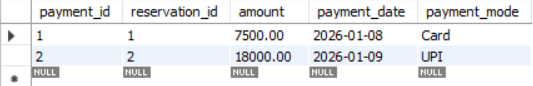 payment_id reservation_id amount payment_date payment_mode
1 1 7500.00 2026-01-08 Card
2 2 18000.00 2026-01-09 UPI
NULL NULL NULL NULL NULL